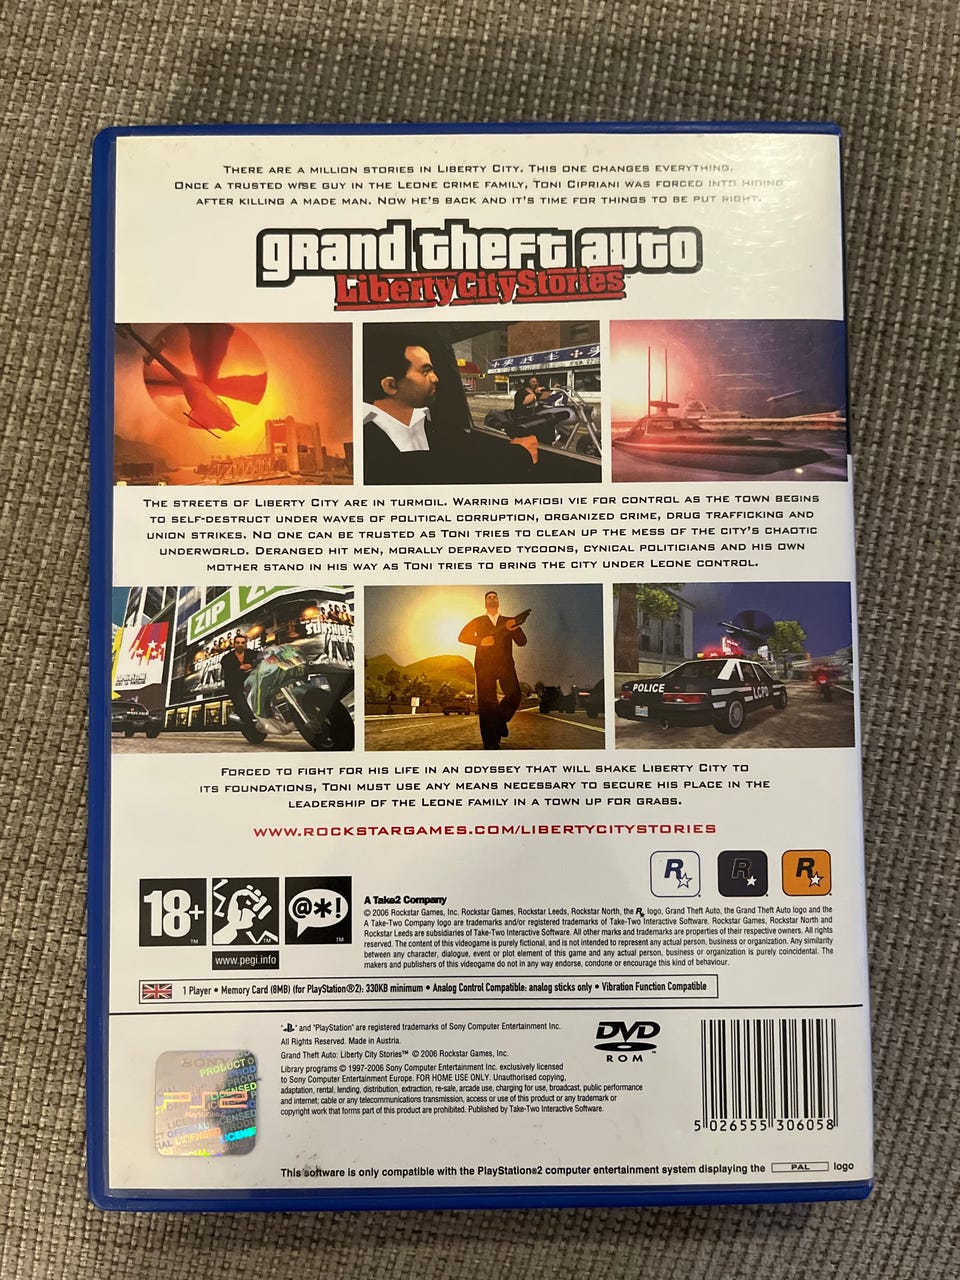 There are a million stories in Liberty City. This one changes everything.
Once a trusted wise guy in the Leone crime family, Toni Cipriani was forced into hiding
after killing a made man. Now he's back and it's time for things to be put right.
grand theft auto
Liberty City Stories
The streets of Liberty City are in turmoil. Warring mafiosi vie for control as the town begins
to self-destruct under waves of political corruption, organized crime, drug trafficking and
union strikes. No one can be trusted as Toni tries to clean up the mess of the city's chaotic
underworld. Deranged hit men, morally depraved tycoons, cynical politicians and his own
mother stand in his way as Toni tries to bring the city under Leone control.
ZIP
POLICE
LCPD
Forced to fight for his life in an odyssey that will shake Liberty City to
its foundations, Toni must use any means necessary to secure his place in the
leadership of the Leone family in a town up for grabs.
www.rockstargames.com/libertycitystories
R R R
18+ @*!
www.pegi.info
A Take2 Company
© 2006 Rockstar Games, Inc. Rockstar Games, Rockstar Leeds, Rockstar North, the R logo, Grand Theft Auto, the Grand Theft Auto logo and the
A Take-Two Company logo are trademarks and/or registered trademarks of Take-Two Interactive Software. Rockstar Games, Rockstar North and
Rockstar Leeds are subsidiaries of Take-Two Interactive Software. All other marks and trademarks are properties of their respective owners. All rights
reserved. The content of this videogame is purely fictional, and is not intended to represent any actual person, business or organization. Any similarity
between any character, dialogue, event or plot element of this game and any actual person, business or organization is purely coincidental. The
makers and publishers of this videogame do not in any way endorse, condone or encourage this kind of behaviour.
1 Player • Memory Card (8MB) (for PlayStation®2): 330KB minimum • Analog Control Compatible: analog sticks only • Vibration Function Compatible
" " and "PlayStation" are registered trademarks of Sony Computer Entertainment Inc.
All Rights Reserved. Made in Austria.
Grand Theft Auto: Liberty City Stories™ © 2006 Rockstar Games, Inc.
Library programs © 1997-2006 Sony Computer Entertainment Inc. exclusively licensed
to Sony Computer Entertainment Europe. FOR HOME USE ONLY. Unauthorised copying,
adaptation, rental, lending, distribution, extraction, re-sale, arcade use, charging for use, broadcast, public performance
and internet; cable or any telecommunications transmission, access or use of this product or any trademark or
copyright work that forms part of this product are prohibited. Published by Take-Two Interactive Software.
DVD
ROM
SONY
PS2
PlayStation 2
5 026555 306058
This software is only compatible with the PlayStation®2 computer entertainment system displaying the PAL logo